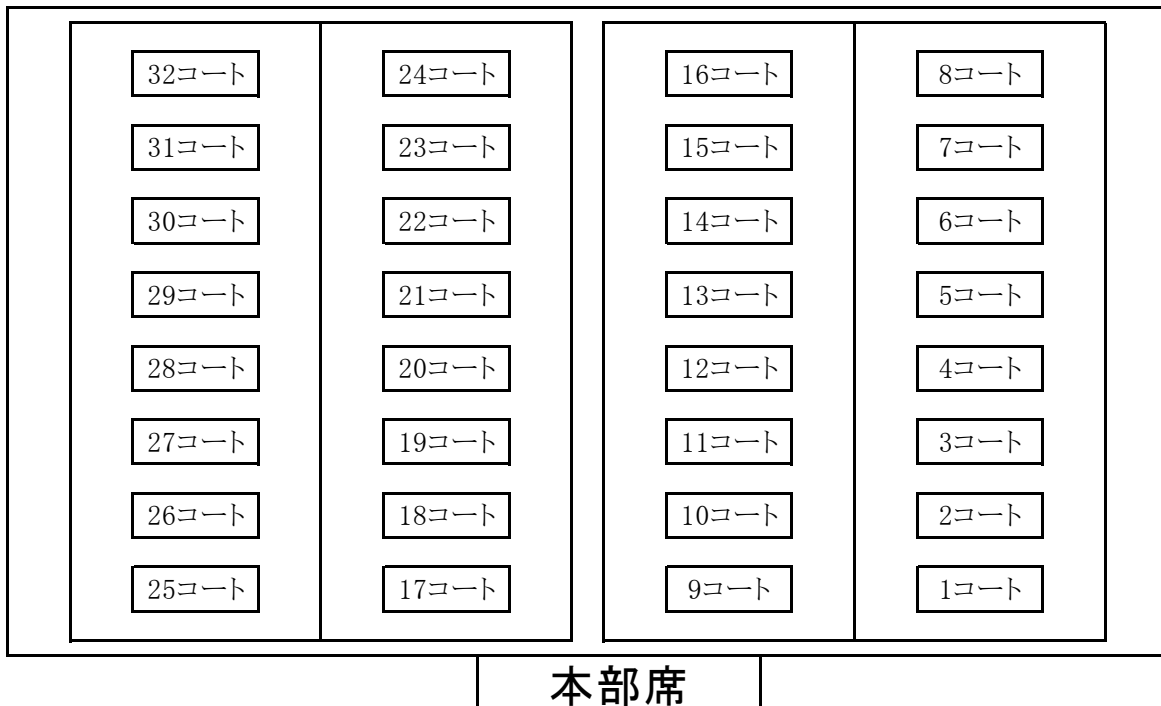 32コート 24コート 16コート 8コート
31コート 23コート 15コート 7コート
30コート 22コート 14コート 6コート
29コート 21コート 13コート 5コート
28コート 20コート 12コート 4コート
27コート 19コート 11コート 3コート
26コート 18コート 10コート 2コート
25コート 17コート 9コート 1コート
本部席